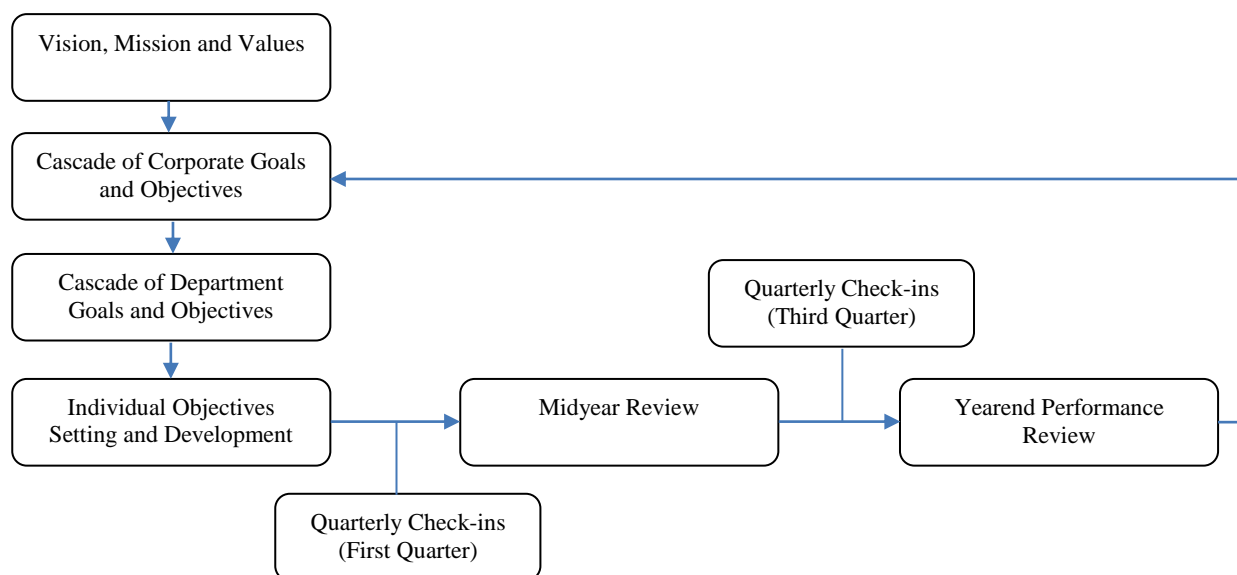 Vision, Mission and Values
Cascade of Corporate Goals
and Objectives
Cascade of Department
Goals and Objectives
Quarterly Check-ins
(Third Quarter)
Individual Objectives
Setting and Development
Midyear Review
Yearend Performance
Review
Quarterly Check-ins
(First Quarter)